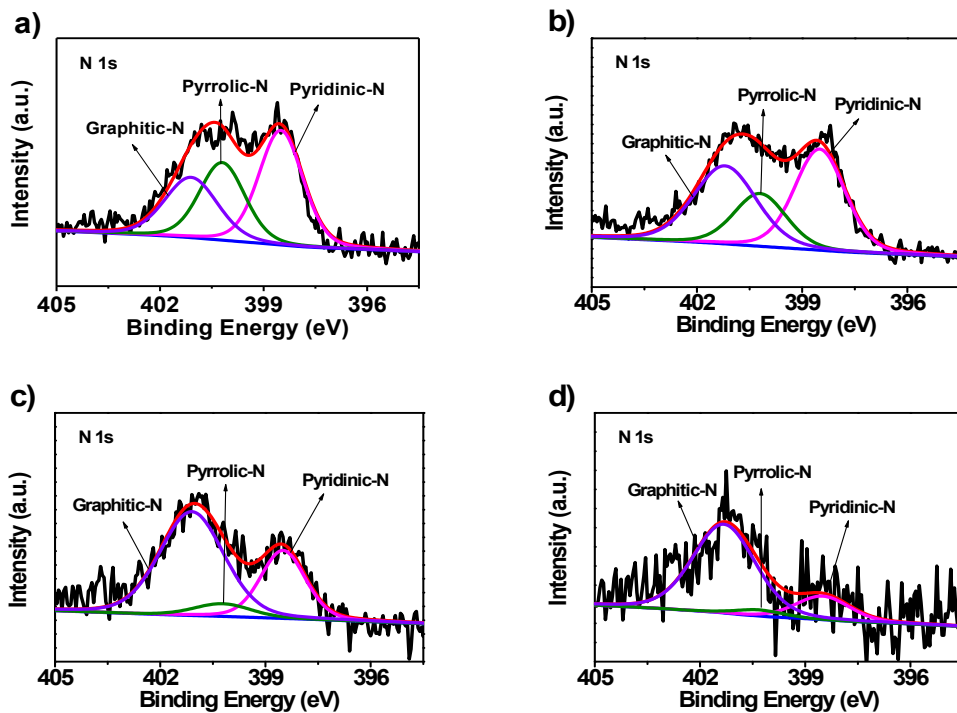 a)
N 1s
Pyrrolic-N
Pyridinic-N
Graphitic-N
Intensity (a.u.)
405 402 399 396
Binding Energy (eV)
b)
N 1s
Pyrrolic-N
Pyridinic-N
Graphitic-N
Intensity (a.u.)
405 402 399 396
Binding Energy (eV)
c)
N 1s
Pyrrolic-N
Pyridinic-N
Graphitic-N
Intensity (a.u.)
405 402 399 396
Binding Energy (eV)
d)
N 1s
Pyrrolic-N
Graphitic-N
Pyridinic-N
Intensity (a.u.)
405 402 399 396
Binding Energy (eV)